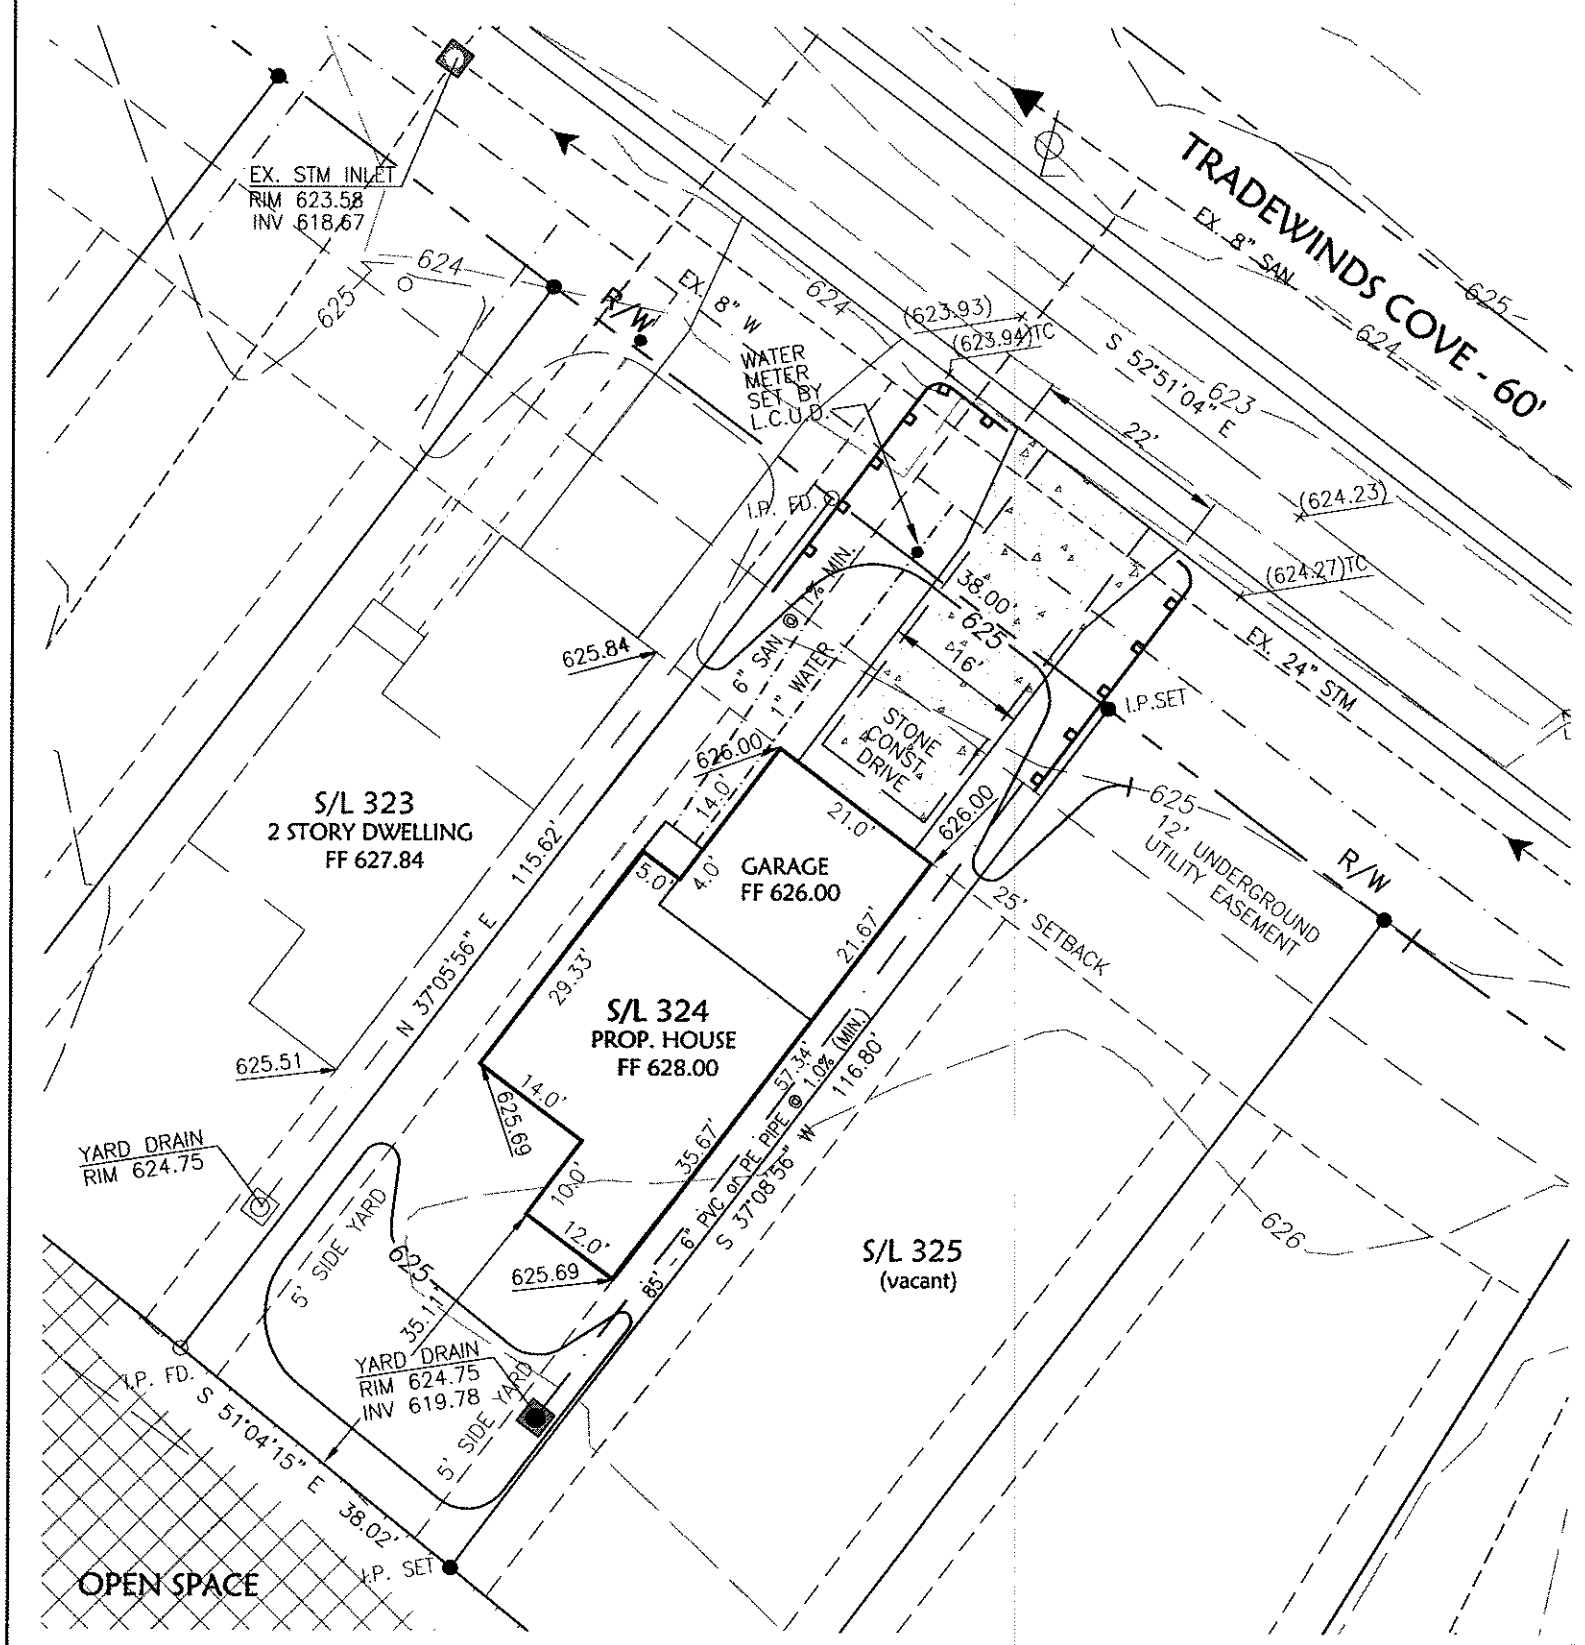 EX. STM INLET
RIM 623.58
INV 618.67
624
625
R/W
EX. 8" W
624
WATER
METER
SET BY
L.C.U.D.
(623.93)
(623.94)TC
TRADEWINDS COVE - 60'
EX. 8" SAN
625
624
623
S 52°51'04" E
22'
(624.23)
(624.27)TC
EX. 24" STM
I.P. FD.
38.00'
625
16'
STONE
CONST.
DRIVE
I.P.SET
6" SAN @ 1% MIN.
1" WATER
625.84
626.00
626.00
625
12' UNDERGROUND
UTILITY EASEMENT
R/W
25' SETBACK
S/L 323
2 STORY DWELLING
FF 627.84
115.62'
N 37°05'56" E
14.0'
21.0'
5.0'
4.0'
GARAGE
FF 626.00
21.67'
29.33'
S/L 324
PROP. HOUSE
FF 628.00
57.34'
85' - 6" PVC or PE PIPE @ 1.0% (MIN.)
116.80'
S 37°08'56" W
625.51
14.0'
625.69
35.67'
10.0'
12.0'
625.69
YARD DRAIN
RIM 624.75
5' SIDE YARD
625
35.11'
YARD DRAIN
RIM 624.75
INV 619.78
5' SIDE YARD
S/L 325
(vacant)
626
I.P. FD.
S 51°04'15" E 38.02'
I.P. SET
OPEN SPACE